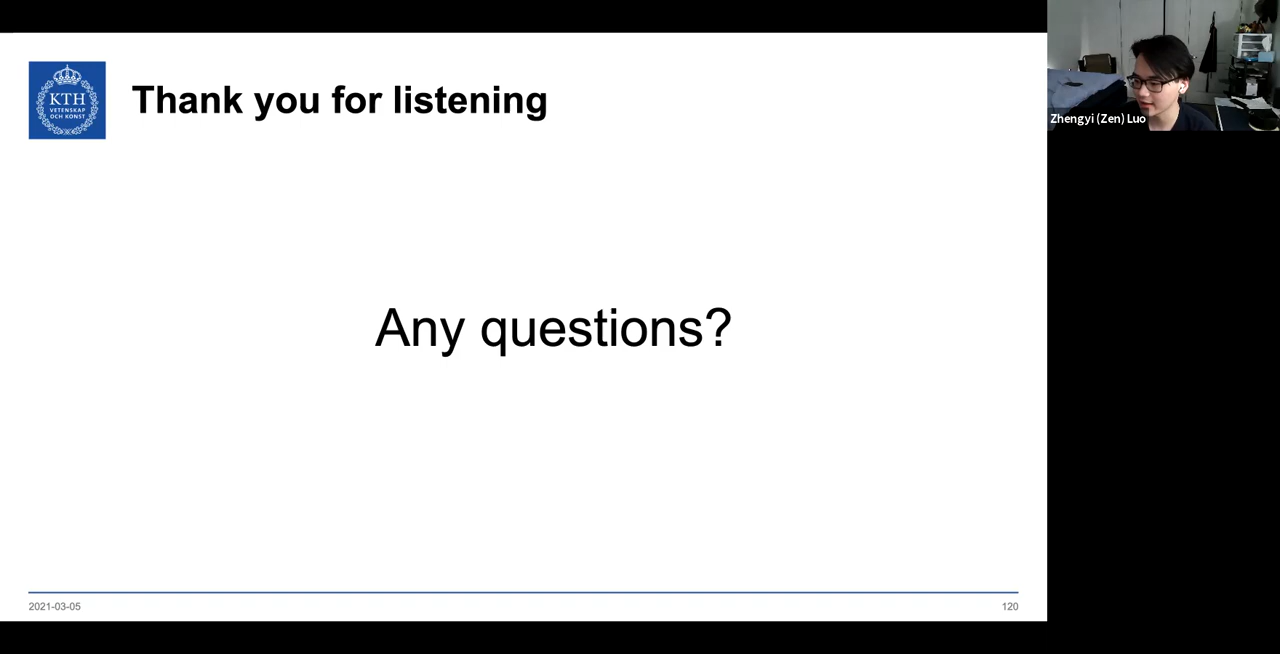 KTH
VETENSKAP
OCH KONST
Thank you for listening
Any questions?
2021-03-05
120
Zhengyi (Zen) Luo